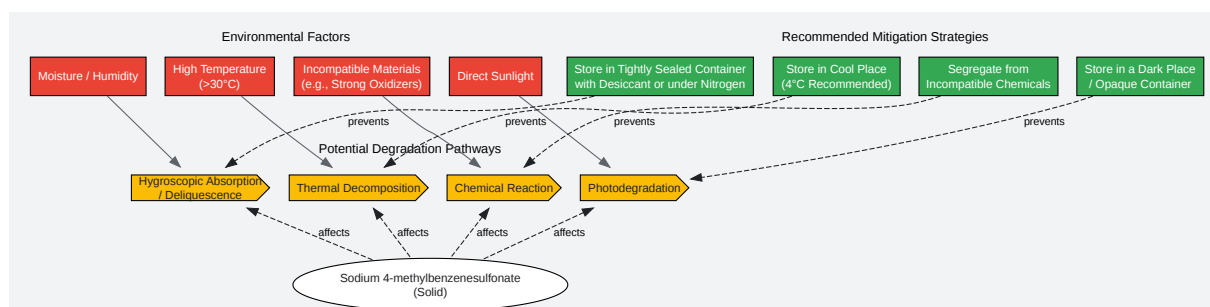 Environmental Factors
Recommended Mitigation Strategies
Moisture / Humidity
High Temperature
(>30°C)
Incompatible Materials
(e.g., Strong Oxidizers)
Direct Sunlight
Store in Tightly Sealed Container
with Desiccant or under Nitrogen
Store in Cool Place
(4°C Recommended)
Segregate from
Incompatible Chemicals
Store in a Dark Place
/ Opaque Container
prevents
prevents
prevents
prevents
Potential Degradation Pathways
Hygroscopic Absorption
/ Deliquescence
Thermal Decomposition
Chemical Reaction
Photodegradation
affects
affects
affects
affects
Sodium 4-methylbenzenesulfonate
(Solid)